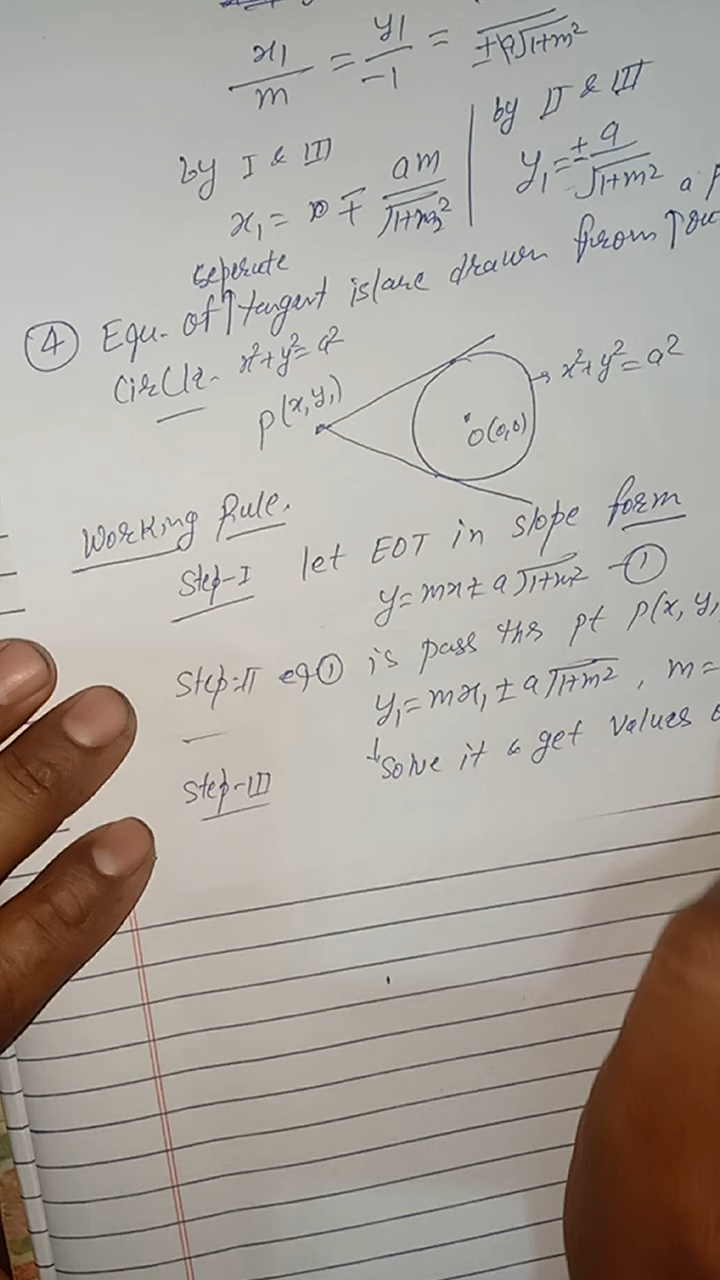 x1/m = y1/-1 = /±a√1+m²
by I & III
x1 = ∓ am/√1+m²
by II & III
y1 = ± a/√1+m²
④ Equ. of ↑ seperate tangent is/are drawn from ↑ a
Circle x²+y²=a²
P(x,y1)
O(0,0)
→ x²+y²=a²
Working Rule.
Step-I let EOT in slope form
y=mx±a√1+m² -①
Step-II eq① is pass thr pt P(x,y1
y1=mx1±a√1+m², m=
Step-III ↓solve it & get values